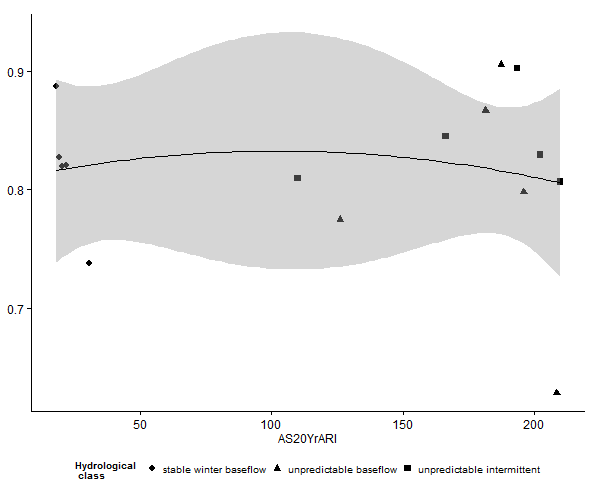 0.9
0.8
0.7
50 100 150 200
AS20YrARI
Hydrological class stable winter baseflow unpredictable baseflow unpredictable intermittent